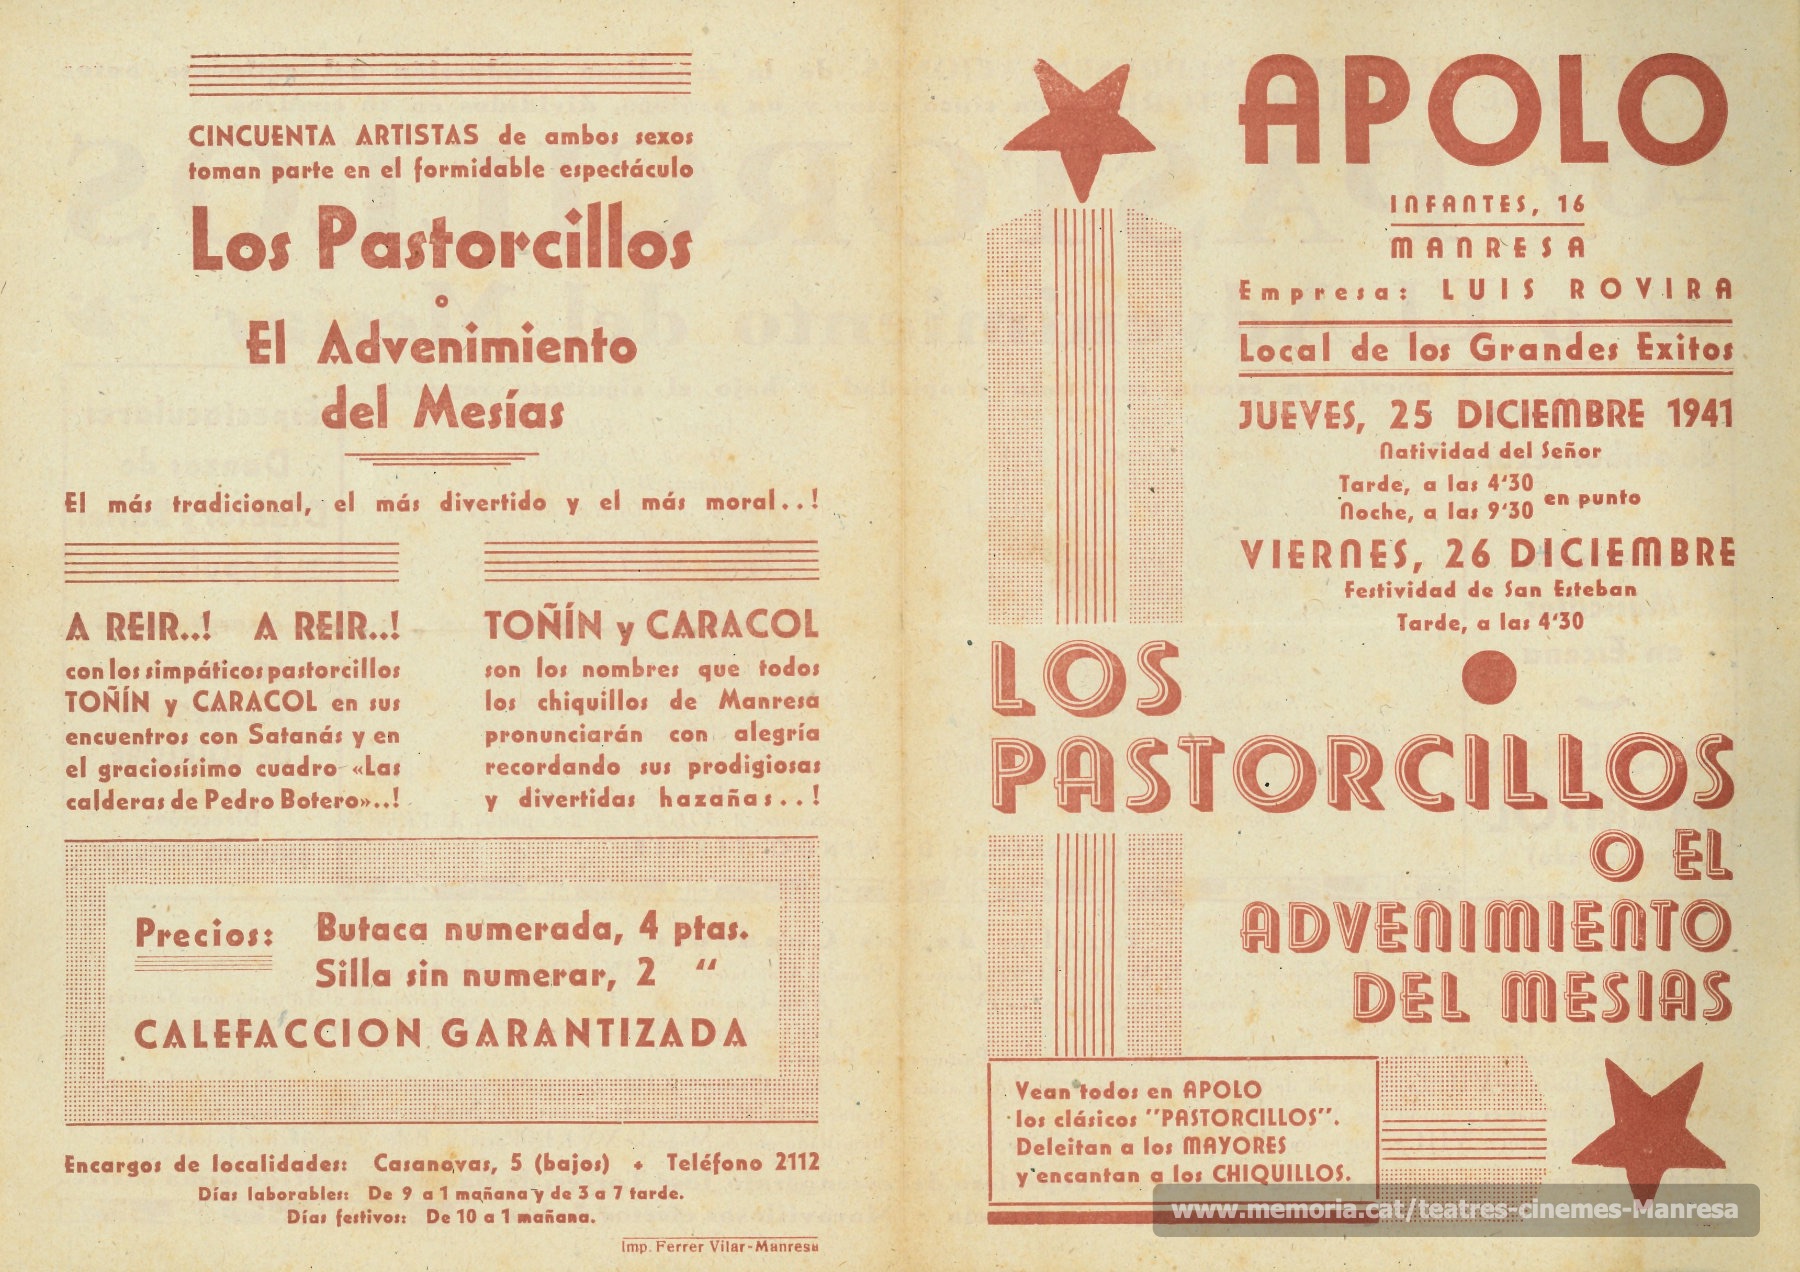 CINCUENTA ARTISTAS de ambos sexos
toman parte en el formidable espectáculo
Los Pastorcillos
o
El Advenimiento
del Mesías
El más tradicional, el más divertido y el más moral..!
A REIR..! A REIR..!
con los simpáticos pastorcillos
TOÑÍN y CARACOL en sus
encuentros con Satanás y en
el graciosísimo cuadro «Las
calderas de Pedro Botero»..!
TOÑÍN y CARACOL
son los nombres que todos
los chiquillos de Manresa
pronunciarán con alegría
recordando sus prodigiosas
y divertidas hazañas..!
Precios: Butaca numerada, 4 ptas.
Silla sin numerar, 2 "
CALEFACCION GARANTIZADA
Encargos de localidades: Casanovas, 5 (bajos) + Teléfono 2112
Días laborables: De 9 a 1 mañana y de 3 a 7 tarde.
Días festivos: De 10 a 1 mañana.
Imp. Ferrer Vilar-Manresa
APOLO
INFANTES, 16
MANRESA
Empresa: LUIS ROVIRA
Local de los Grandes Exitos
JUEVES, 25 DICIEMBRE 1941
Natividad del Señor
Tarde, a las 4'30
Noche, a las 9'30 en punto
VIERNES, 26 DICIEMBRE
Festividad de San Esteban
Tarde, a las 4'30
LOS
PASTORCILLOS
O EL
ADVENIMIENTO
DEL MESIAS
Vean todos en APOLO
los clásicos "PASTORCILLOS".
Deleitan a los MAYORES
y encantan a los CHIQUILLOS.
www.memoria.cat/teatres-cinemes-Manresa